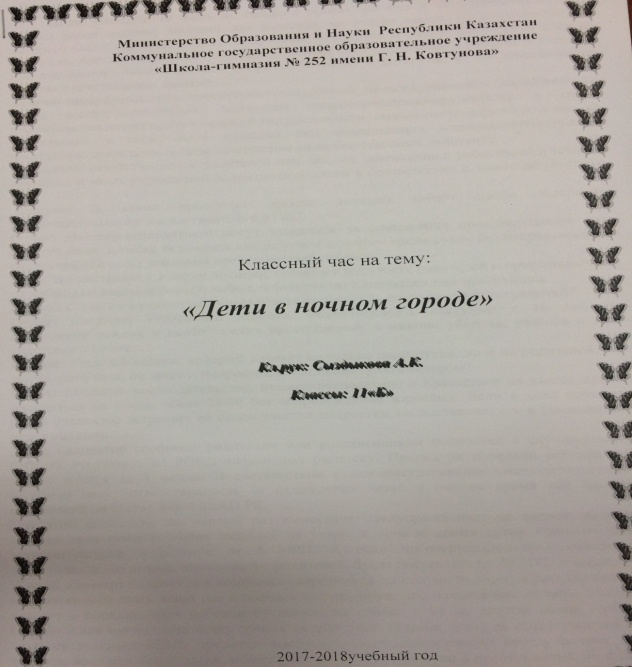 Министерство Образования и Науки Республики Казахстан
Коммунальное государственное образовательное учреждение
«Школа-гимназия № 252 имени Г. Н. Ковтунова»
Классный час на тему:
«Дети в ночном городе»
Кл.рук: Сыздыкова А.К.
Классы: 11«Б»
2017-2018учебный год